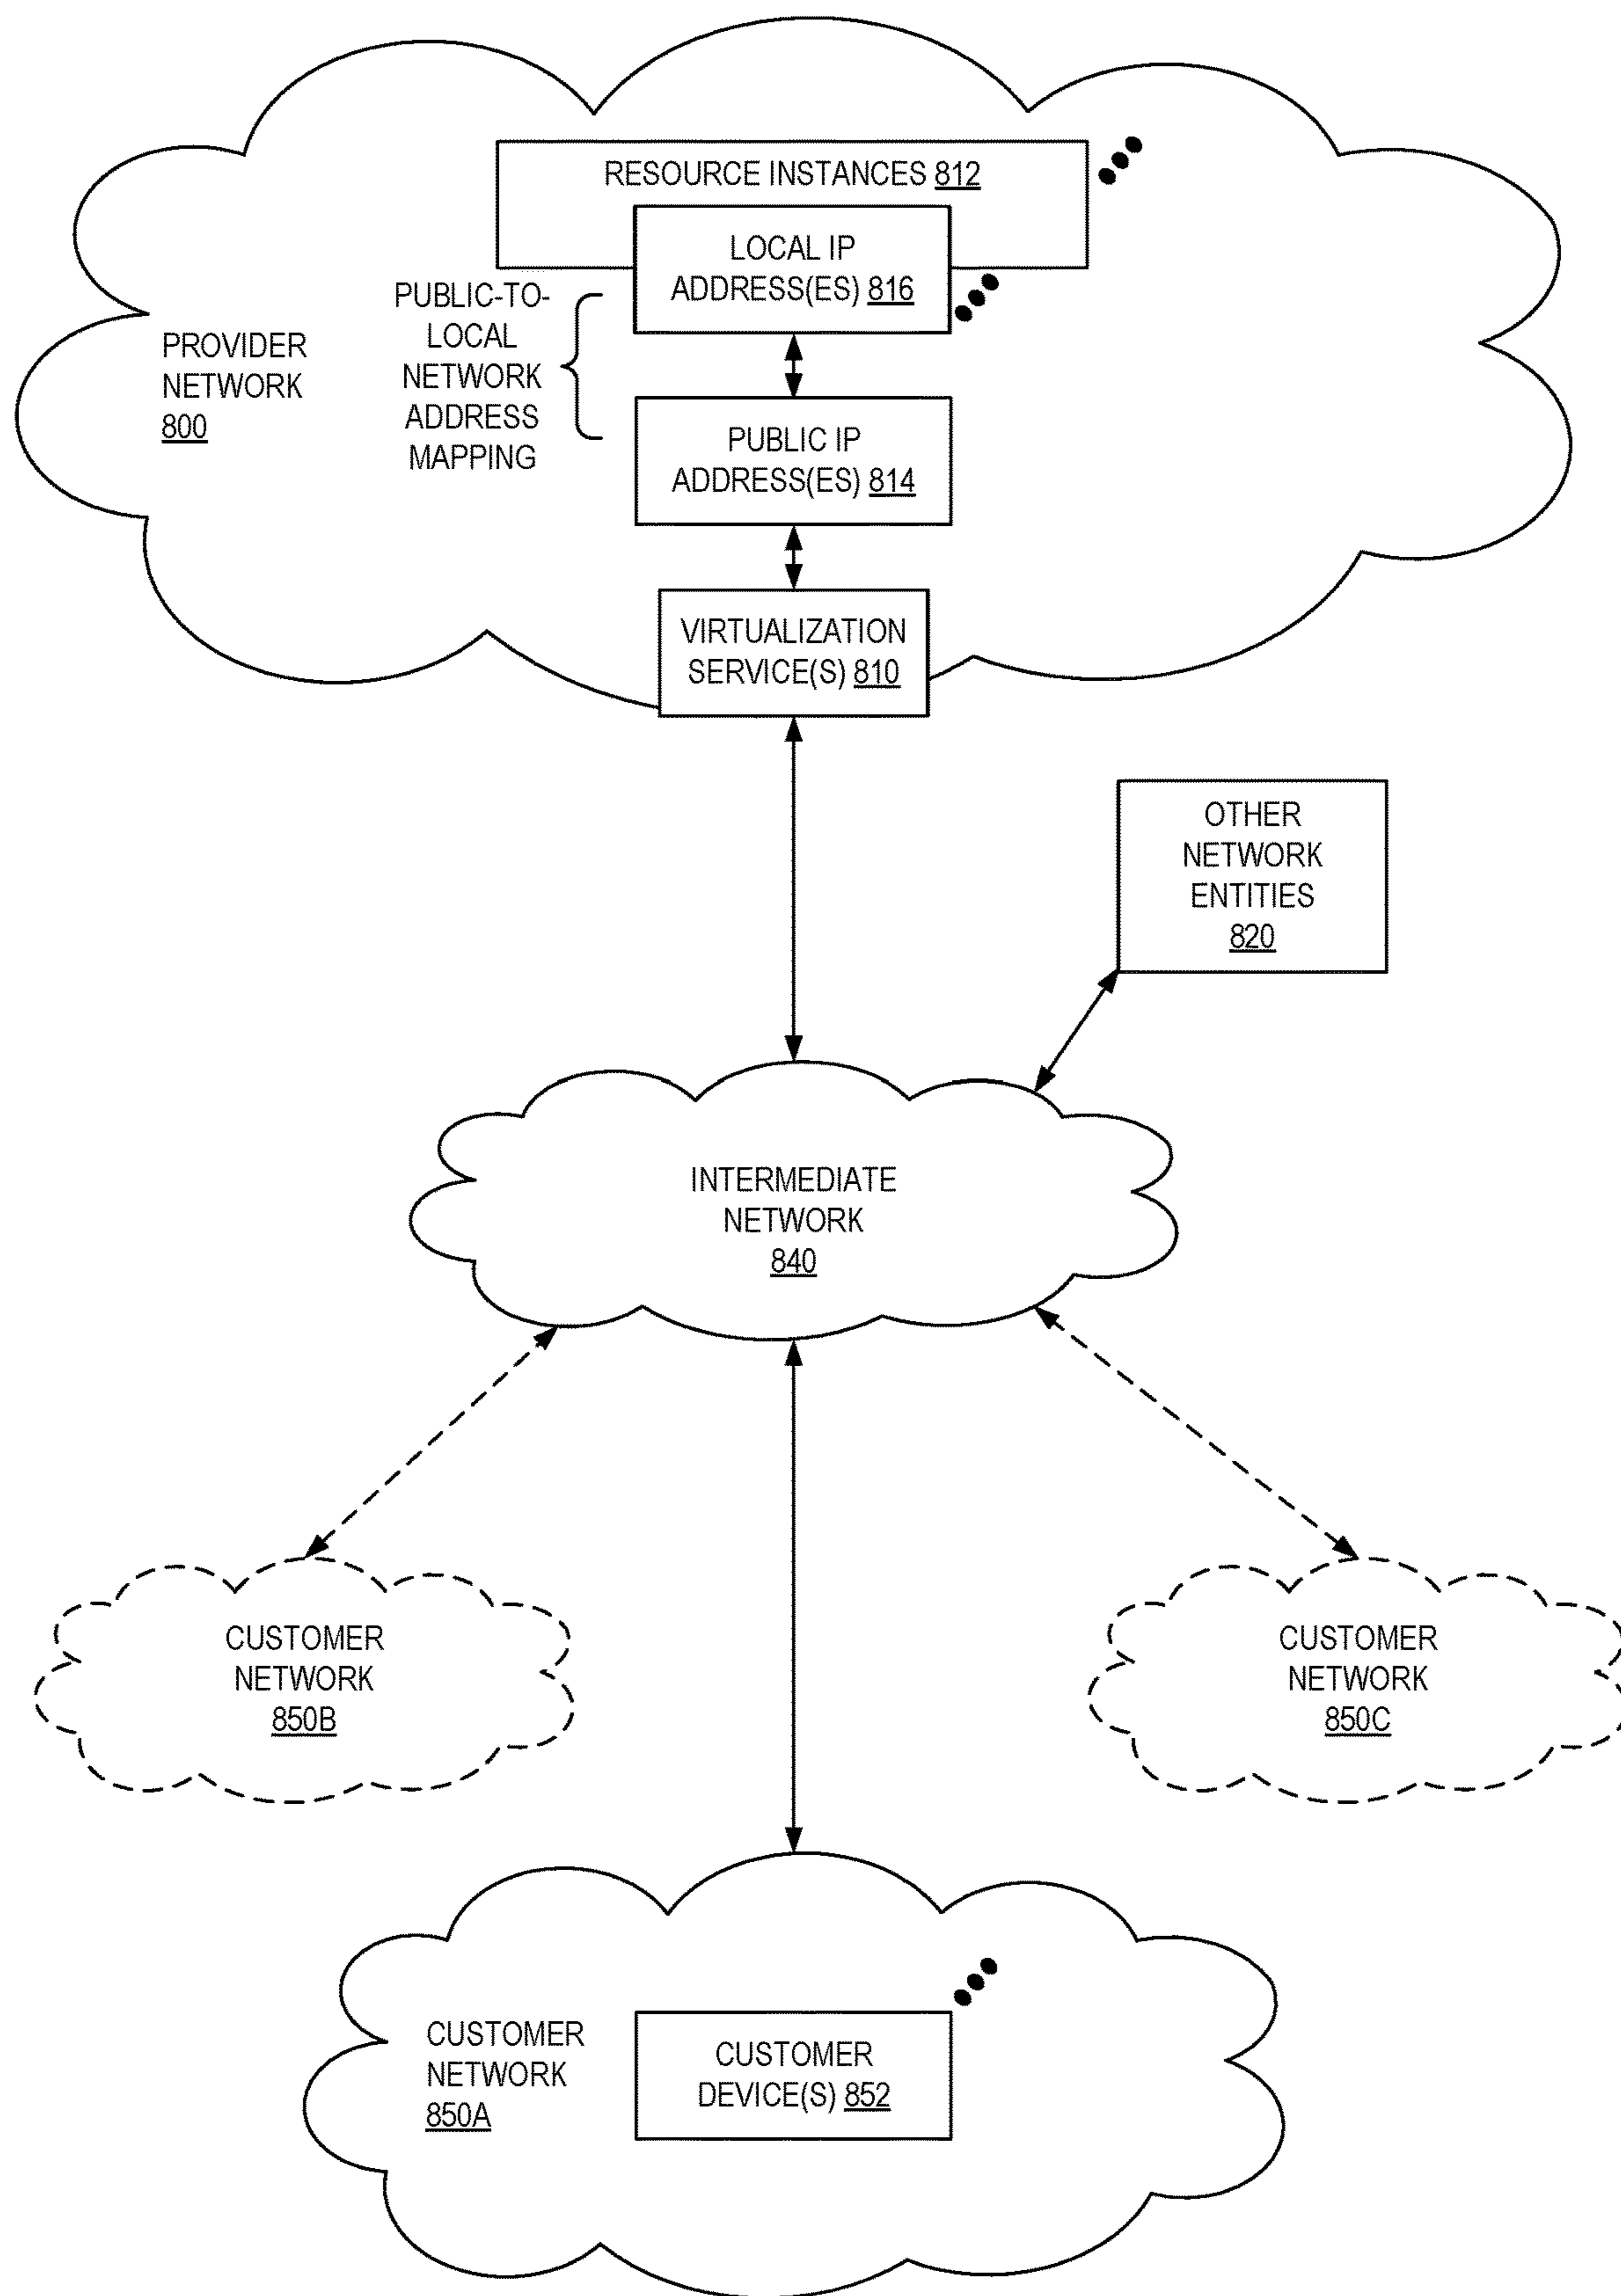 RESOURCE INSTANCES 812
LOCAL IP
ADDRESS(ES) 816
PUBLIC-TO-
LOCAL
NETWORK
ADDRESS
MAPPING
PROVIDER
NETWORK
800
PUBLIC IP
ADDRESS(ES) 814
VIRTUALIZATION
SERVICE(S) 810
OTHER
NETWORK
ENTITIES
820
INTERMEDIATE
NETWORK
840
CUSTOMER
NETWORK
850B
CUSTOMER
NETWORK
850C
CUSTOMER
NETWORK
850A
CUSTOMER
DEVICE(S) 852